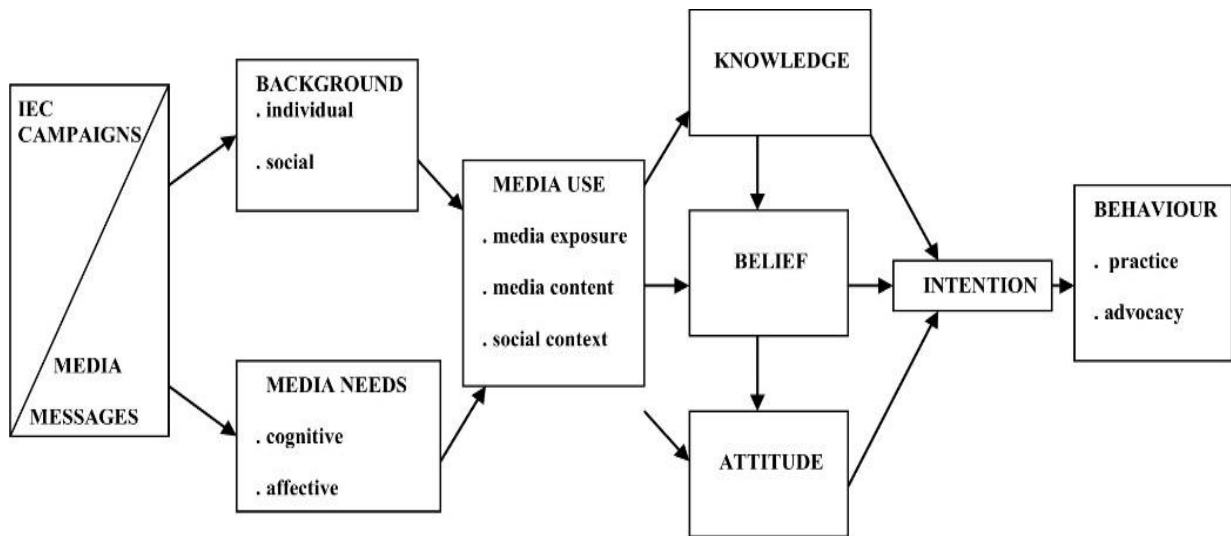 IEC
CAMPAIGNS
MEDIA
MESSAGES
BACKGROUND
. individual
. social
MEDIA NEEDS
. cognitive
. affective
MEDIA USE
. media exposure
. media content
. social context
KNOWLEDGE
BELIEF
ATTITUDE
INTENTION
BEHAVIOUR
. practice
. advocacy